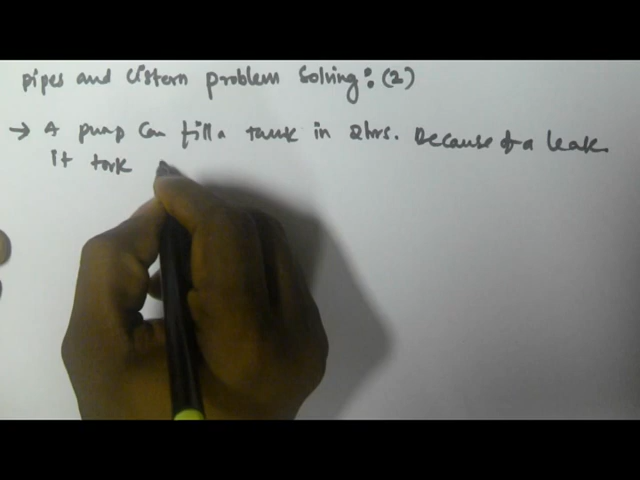 pipes and cistern problem solving : (2)
→ A pump can fill a tank in 2hrs. Because of a leak
it took